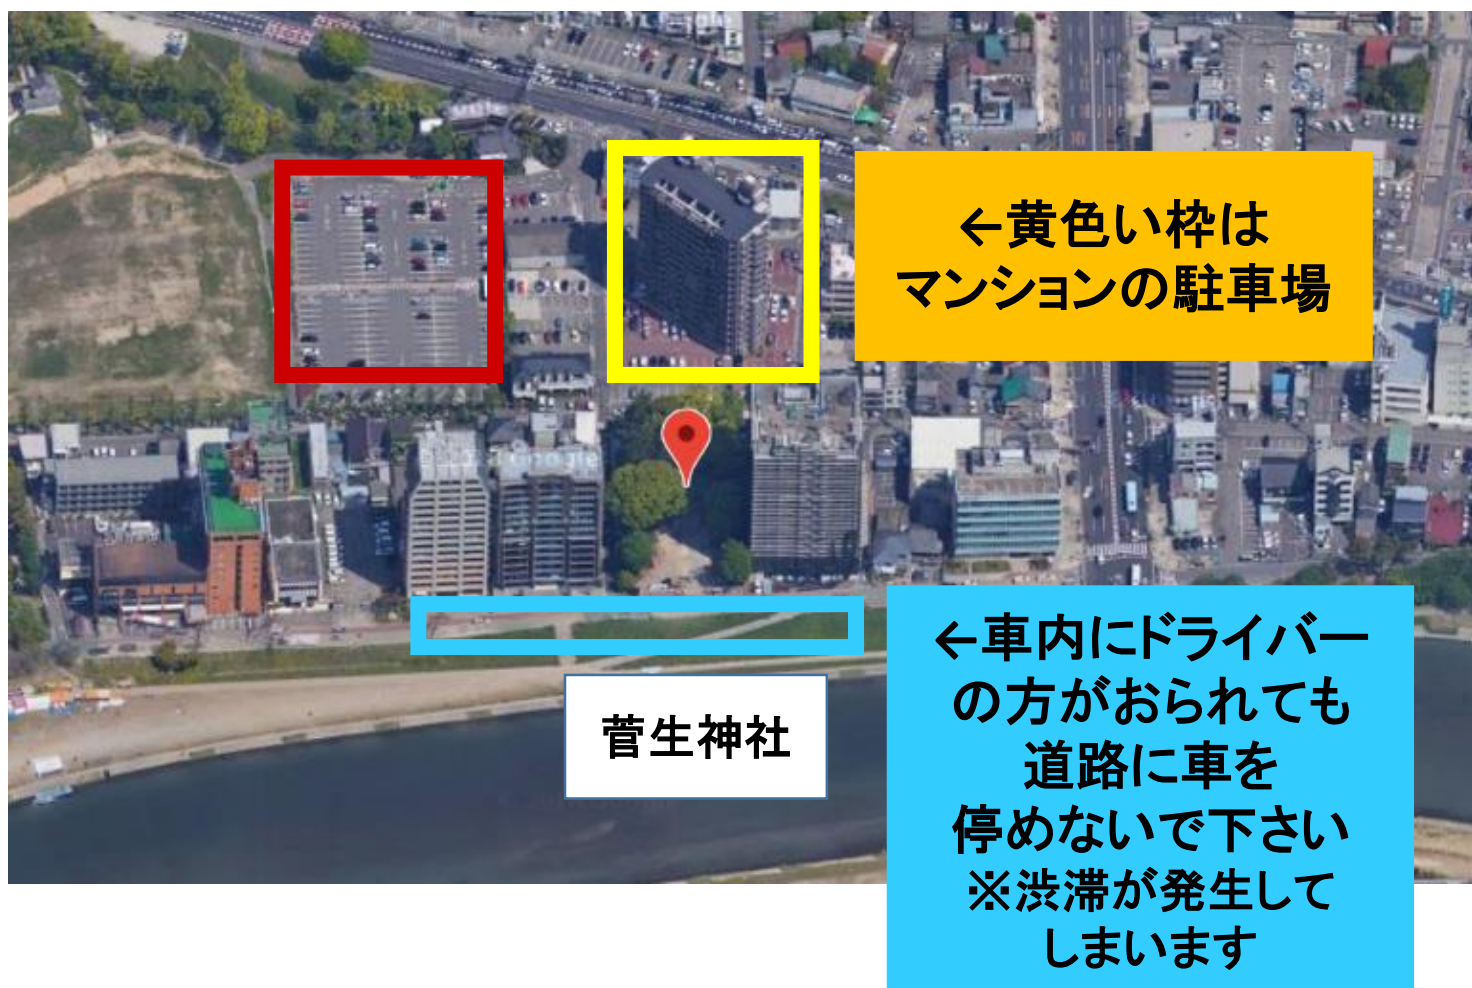 ←黄色い枠は
マンションの駐車場
Google
←車内にドライバー
の方がおられても
道路に車を
停めないで下さい
※渋滞が発生して
しまいます
菅生神社